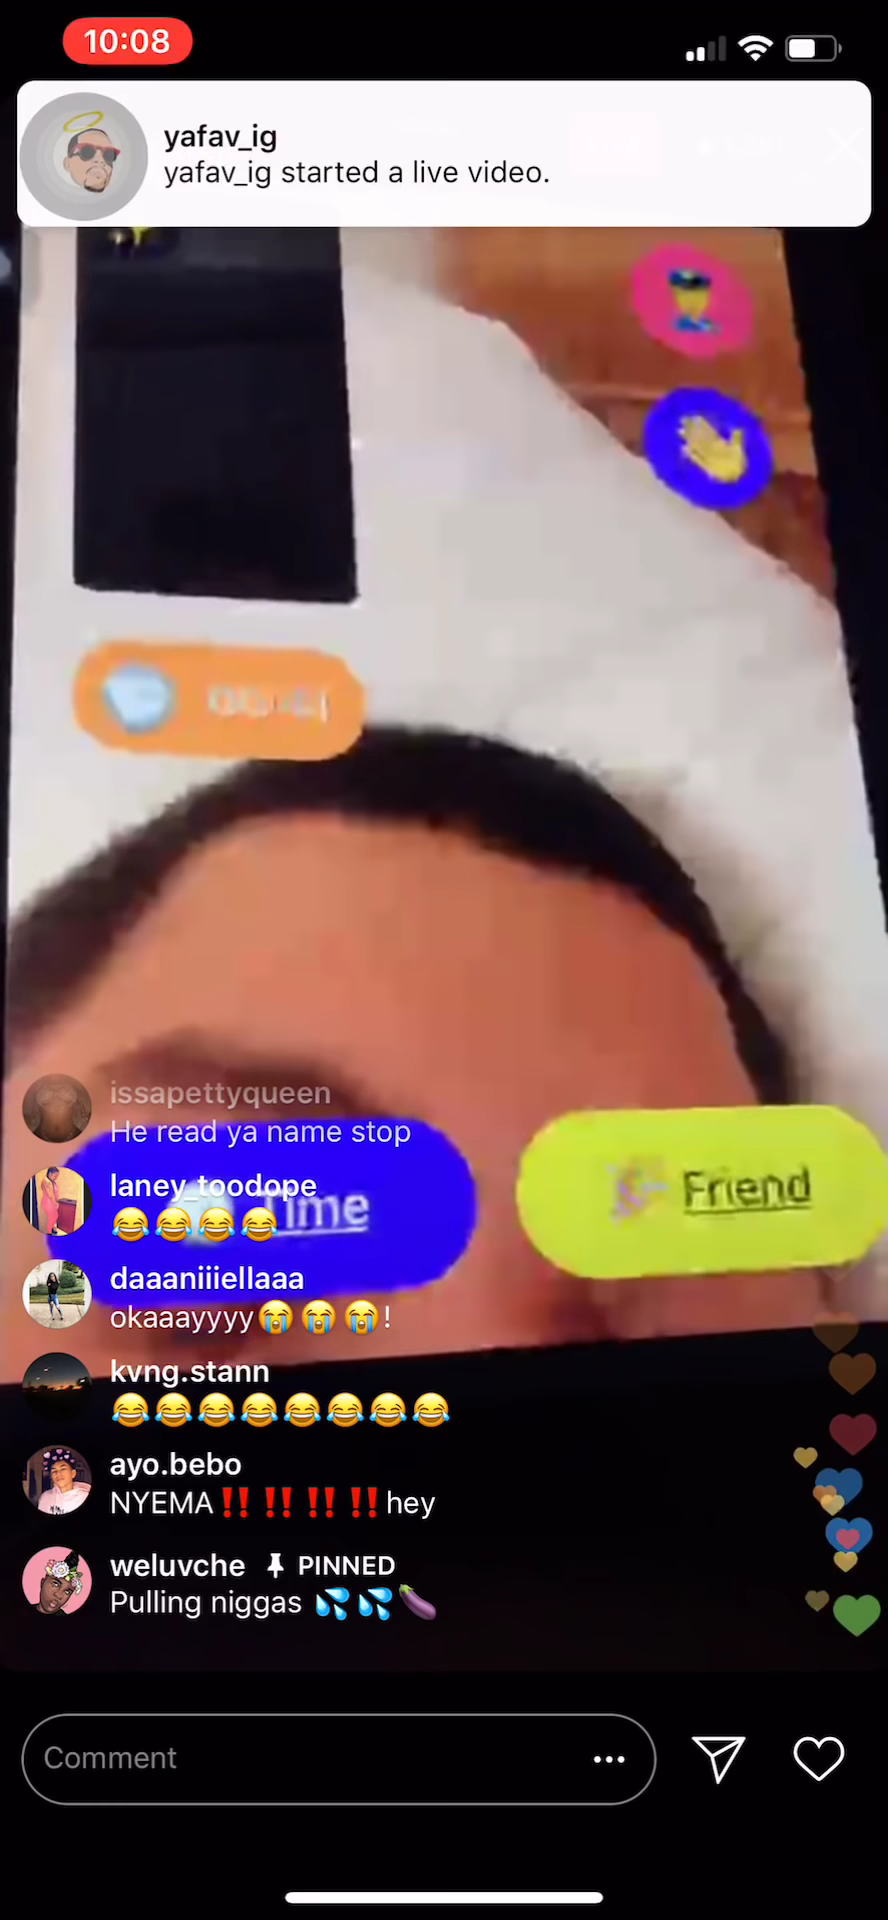 10:08
yafav_ig
yafav_ig started a live video.
Time
Friend
issapettyqueen
He read ya name stop
laney_toodope
😂😂😂😂
daaaniiiellaaa
okaaayyyy😭😭😭!
kvng.stann
😂😂😂😂😂😂😂😂
ayo.bebo
NYEMA‼️‼️‼️‼️hey
weluvche PINNED
Pulling niggas 💦💦🍆
Comment